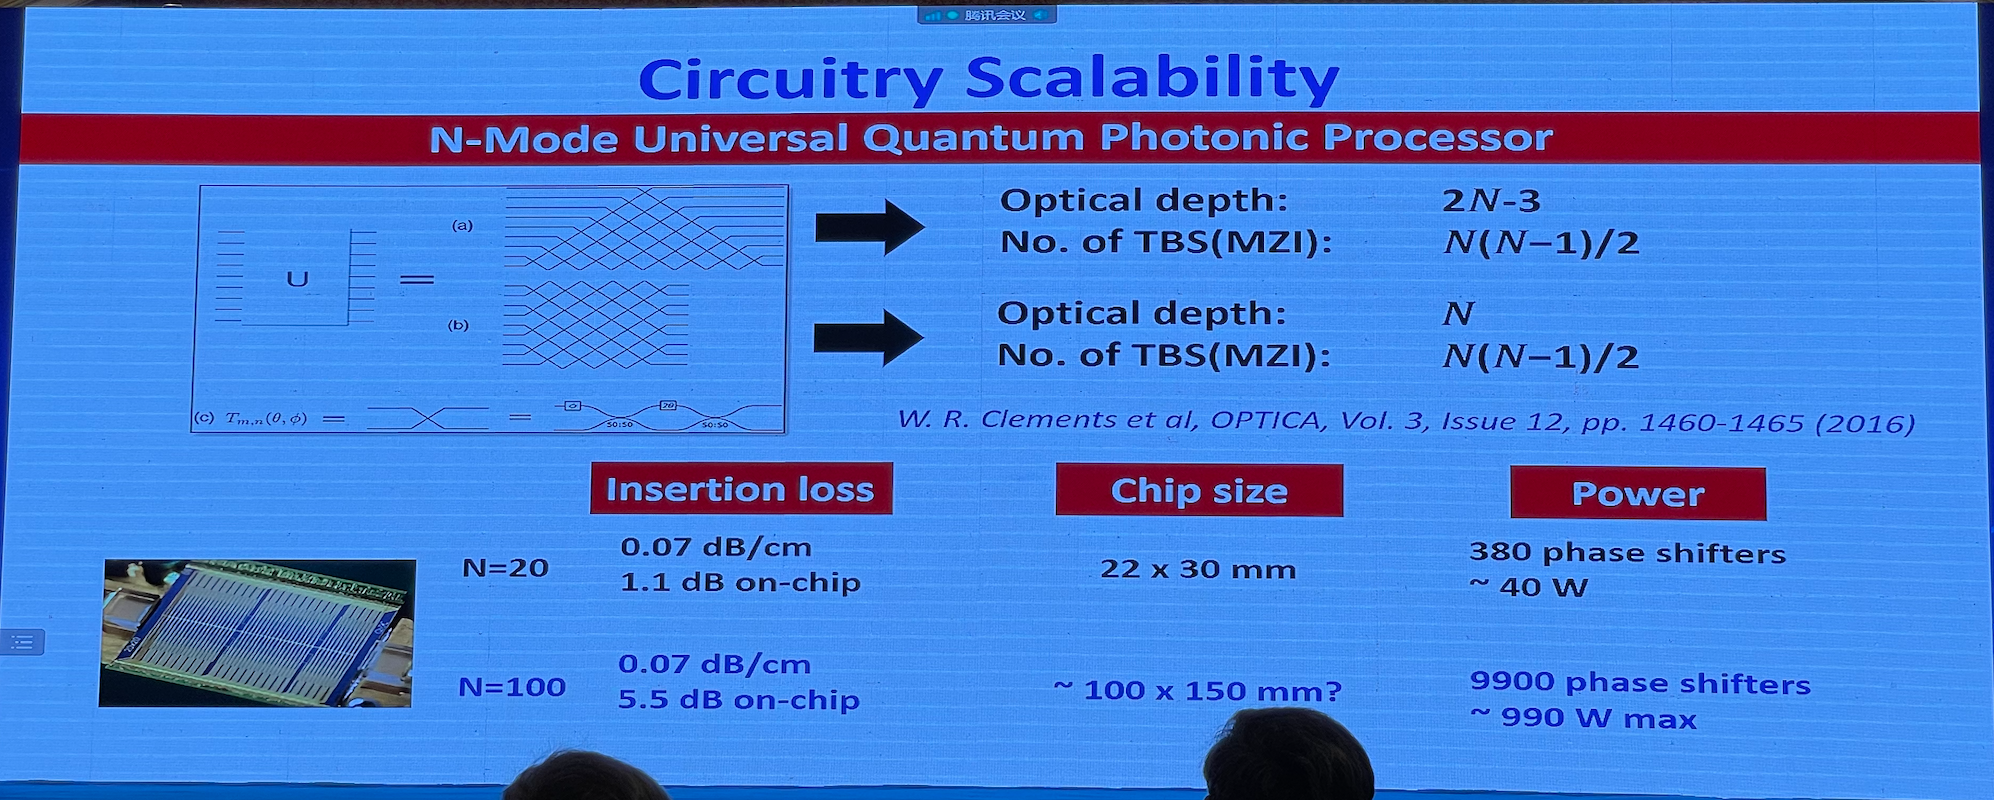 腾讯会议
Circuitry Scalability
N-Mode Universal Quantum Photonic Processor
Optical depth: 2N-3
No. of TBS(MZI): N(N−1)/2
(a)
U
=
(b)
Optical depth: N
No. of TBS(MZI): N(N−1)/2
(c) Tm,n(θ, ϕ) = =
50:50 50:50
W. R. Clements et al, OPTICA, Vol. 3, Issue 12, pp. 1460-1465 (2016)
Insertion loss Chip size Power
N=20
0.07 dB/cm
1.1 dB on-chip
22 x 30 mm
380 phase shifters
~ 40 W
N=100
0.07 dB/cm
5.5 dB on-chip
~ 100 x 150 mm?
9900 phase shifters
~ 990 W max